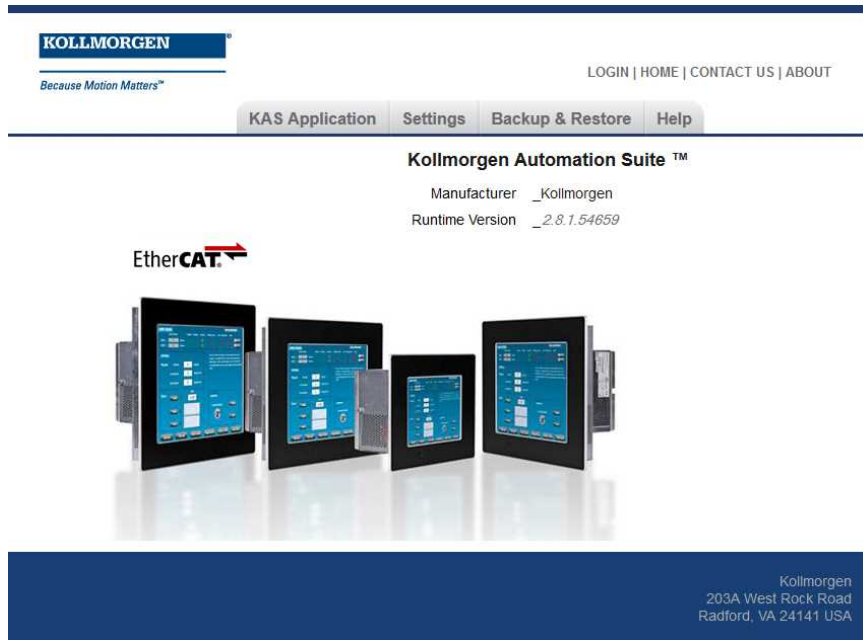 KOLLMORGEN®
Because Motion Matters™
LOGIN | HOME | CONTACT US | ABOUT
KAS Application Settings Backup & Restore Help
Kollmorgen Automation Suite ™
Manufacturer _Kollmorgen
Runtime Version _2.8.1.54659
EtherCAT.
Kollmorgen
203A West Rock Road
Radford, VA 24141 USA